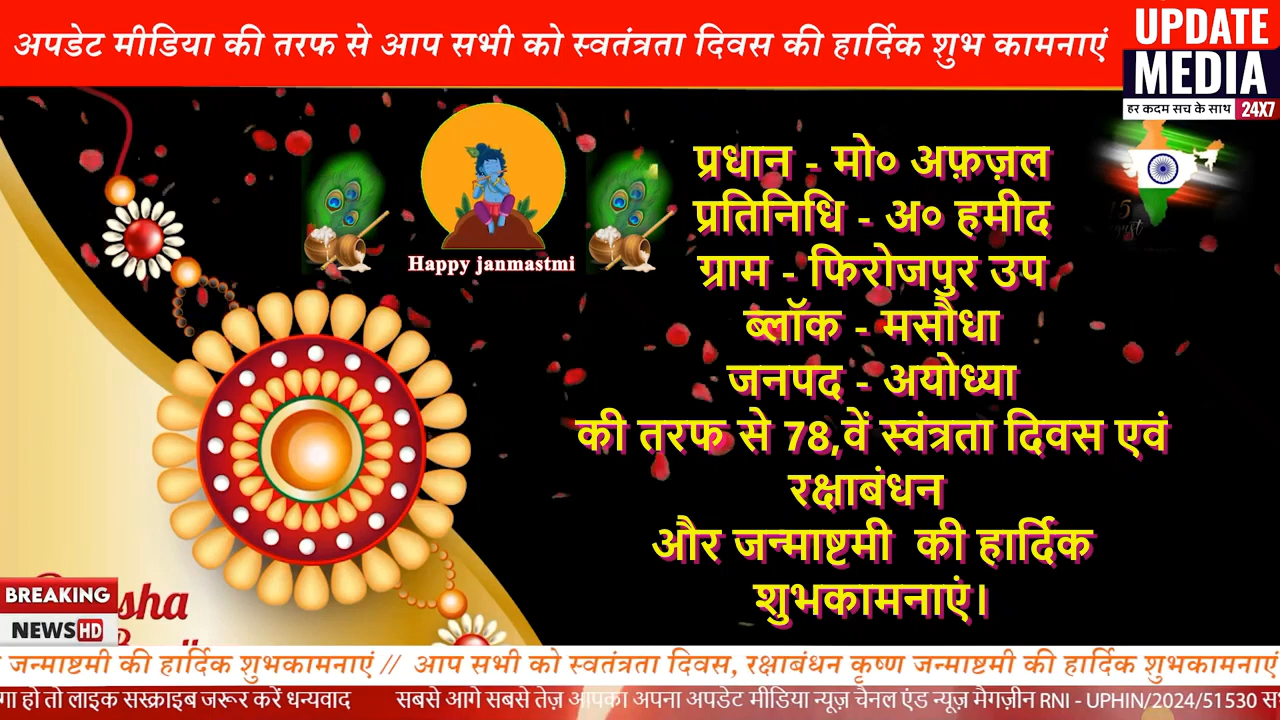 अपडेट मीडिया की तरफ से आप सभी को स्वतंत्रता दिवस की हार्दिक शुभ कामनाएं
UPDATE
MEDIA
हर कदम सच के साथ 24X7
Happy janmastmi
प्रधान - मो० अफ़ज़ल
प्रतिनिधि - अ० हमीद
ग्राम - फिरोजपुर उप
ब्लॉक - मसौधा
जनपद - अयोध्या
की तरफ से 78,वें स्वंत्रता दिवस एवं
रक्षाबंधन
और जन्माष्टमी की हार्दिक
शुभकामनाएं।
BREAKING
NEWS HD
जन्माष्टमी की हार्दिक शुभकामनाएं // आप सभी को स्वतंत्रता दिवस, रक्षाबंधन कृष्ण जन्माष्टमी की हार्दिक शुभकामनाएं
हो तो लाइक सस्क्राइब जरूर करें धन्यवाद सबसे आगे सबसे तेज़ आपका अपना अपडेट मीडिया न्यूज़ चैनल एंड न्यूज़ मैगज़ीन RNI - UPHIN/2024/51530